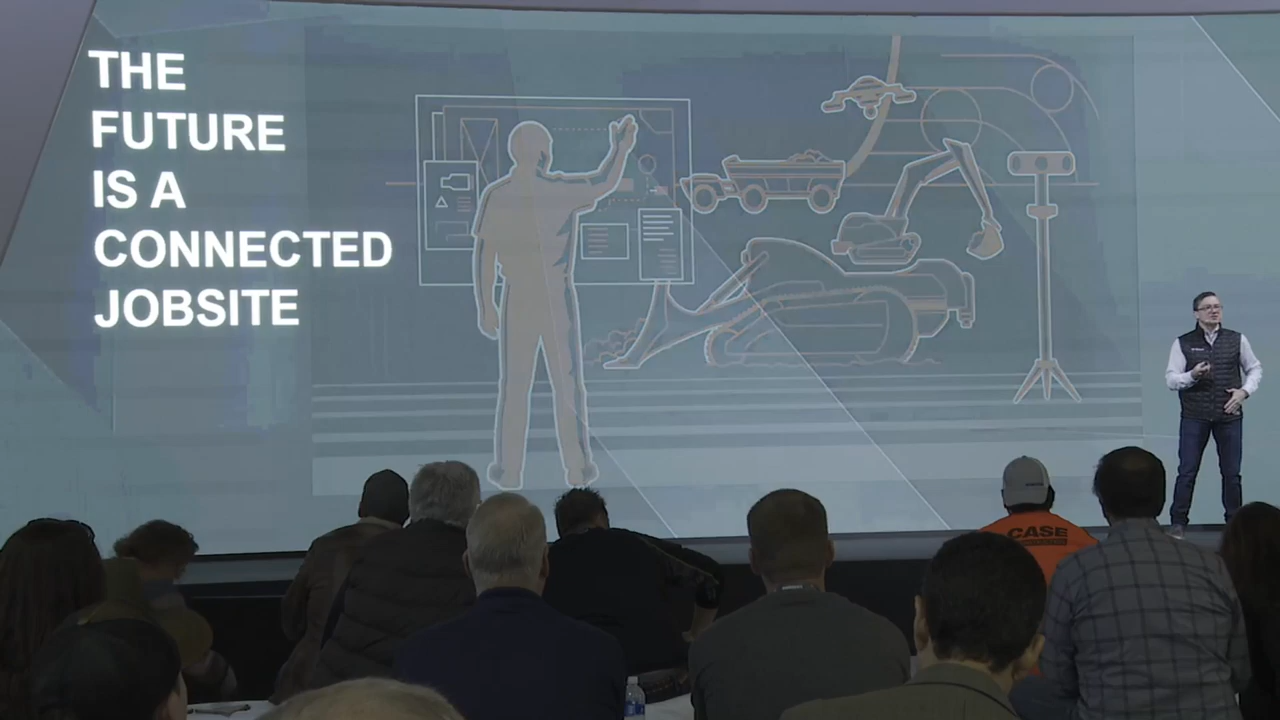 THE
FUTURE
IS A
CONNECTED
JOBSITE
CASE